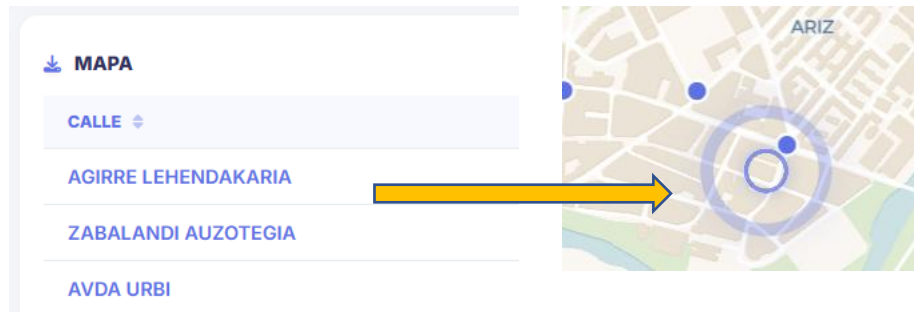 MAPA
CALLE
AGIRRE LEHENDAKARIA
ZABALANDI AUZOTEGIA
AVDA URBI
ARIZ